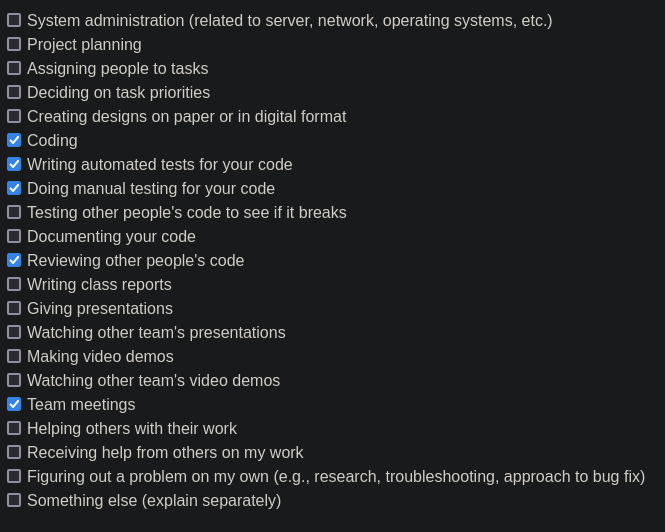 System administration (related to server, network, operating systems, etc.)
Project planning
Assigning people to tasks
Deciding on task priorities
Creating designs on paper or in digital format
Coding
Writing automated tests for your code
Doing manual testing for your code
Testing other people's code to see if it breaks
Documenting your code
Reviewing other people's code
Writing class reports
Giving presentations
Watching other team's presentations
Making video demos
Watching other team's video demos
Team meetings
Helping others with their work
Receiving help from others on my work
Figuring out a problem on my own (e.g., research, troubleshooting, approach to bug fix)
Something else (explain separately)